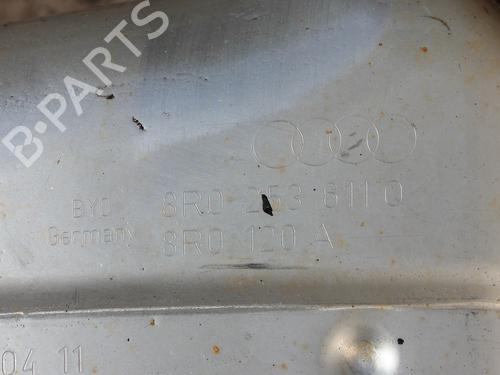 B-PARTS
BYD 8R0 253 611 Q
Germany 8R0 120 A
04 11